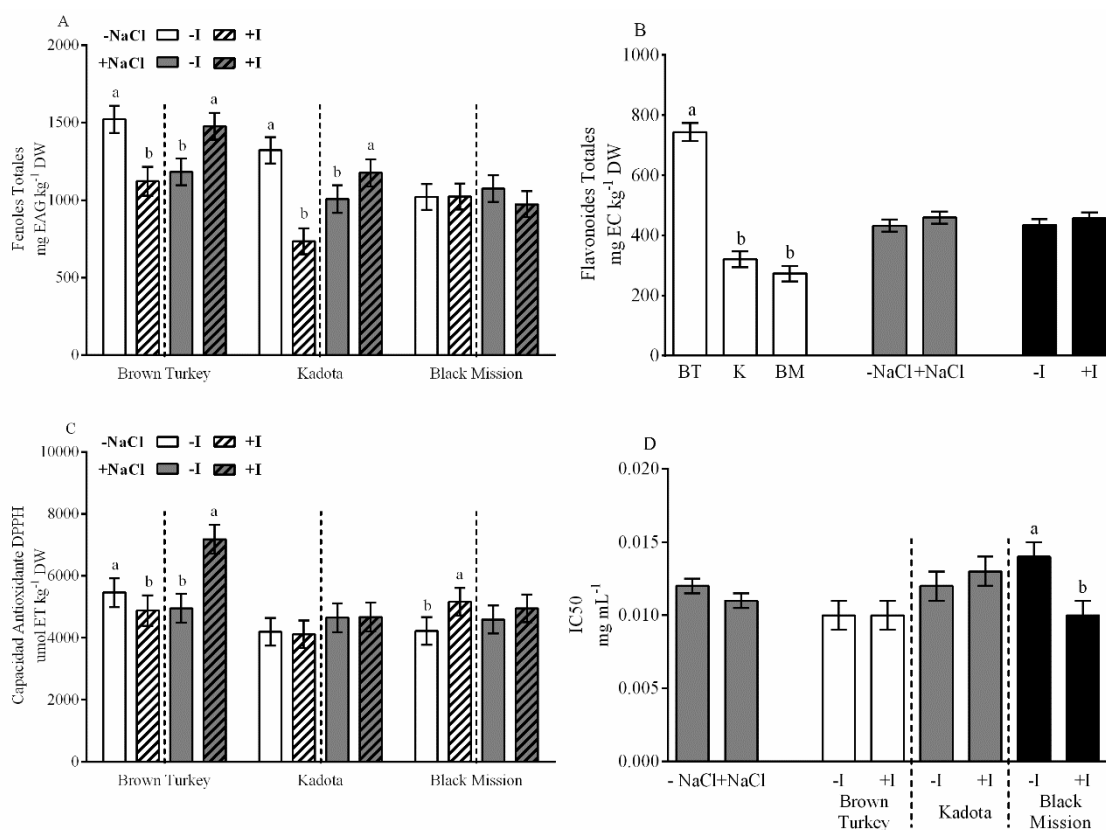 A
-NaCl -I +I
+NaCl -I +I
2000
1500
1000
500
0
Fenoles Totales
mg EAG kg⁻¹ DW
a
b
b
a
a
b
b
a
Brown Turkey Kadota Black Mission
B
800
600
400
200
0
Flavonoides Totales
mg EC kg⁻¹ DW
a
b
b
BT K BM -NaCl +NaCl -I +I
C
-NaCl -I +I
+NaCl -I +I
10000
8000
6000
4000
2000
0
Capacidad Antioxidante DPPH
umol ET kg⁻¹ DW
a
b
b
a
b
a
Brown Turkey Kadota Black Mission
D
0.020
0.015
0.010
0.005
0.000
IC50
mg mL⁻¹
a
b
- NaCl +NaCl -I +I -I +I -I +I
Brown Turkey Kadota Black Mission